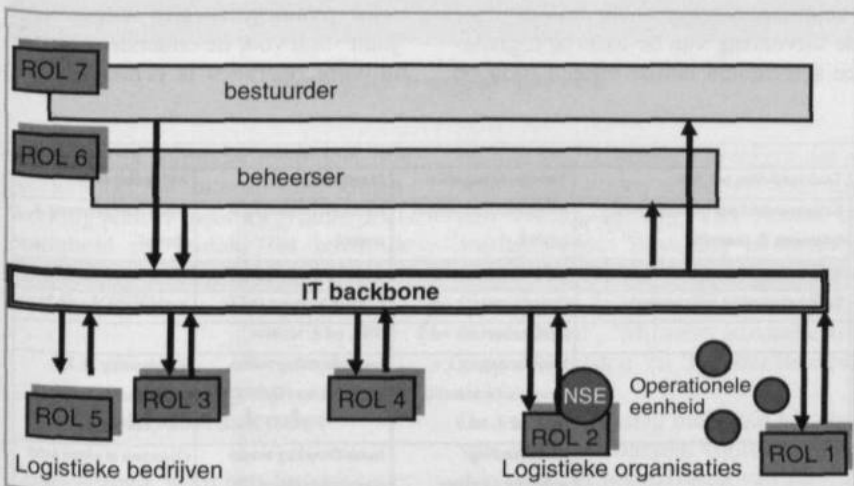 ROL 7
bestuurder
ROL 6
beheerser
IT backbone
ROL 5
ROL 3
ROL 4
NSE
ROL 2
Operationele
eenheid
ROL 1
Logistieke bedrijven
Logistieke organisaties